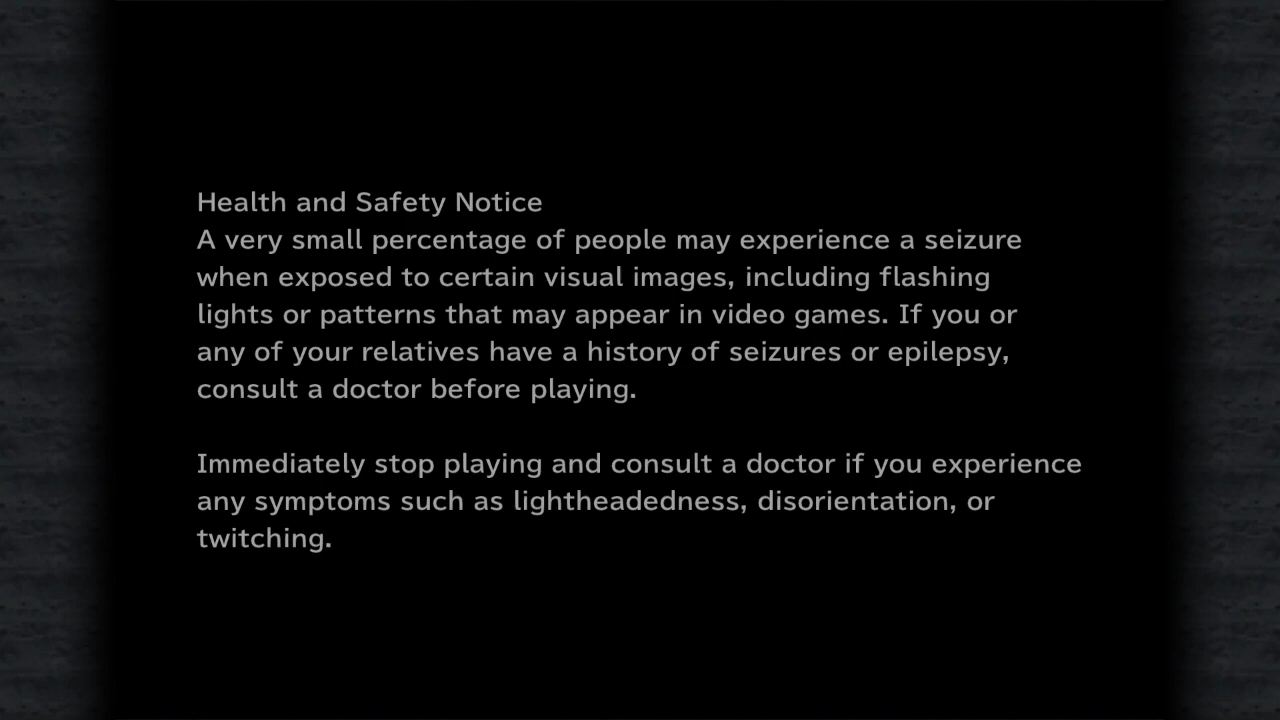 Health and Safety Notice
A very small percentage of people may experience a seizure
when exposed to certain visual images, including flashing
lights or patterns that may appear in video games. If you or
any of your relatives have a history of seizures or epilepsy,
consult a doctor before playing.
Immediately stop playing and consult a doctor if you experience
any symptoms such as lightheadedness, disorientation, or
twitching.